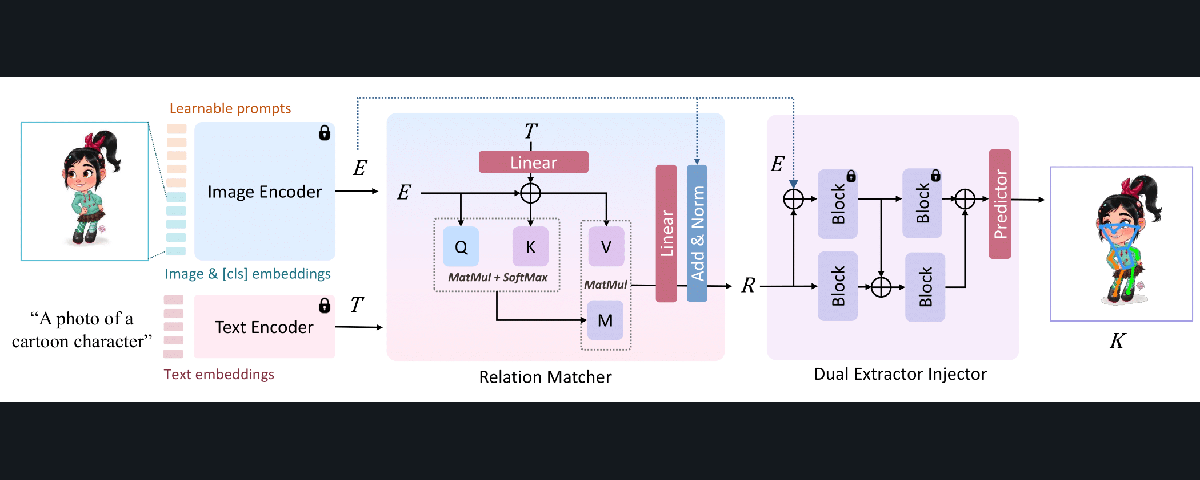 Learnable prompts
Image Encoder
Image & [cls] embeddings
“A photo of a
cartoon character”
Text Encoder
Text embeddings
E
T
E
T
Linear
Q
K
V
MatMul + SoftMax
MatMul
M
Linear
Add & Norm
Relation Matcher
R
E
Block
Block
Block
Block
Predictor
Dual Extractor Injector
K